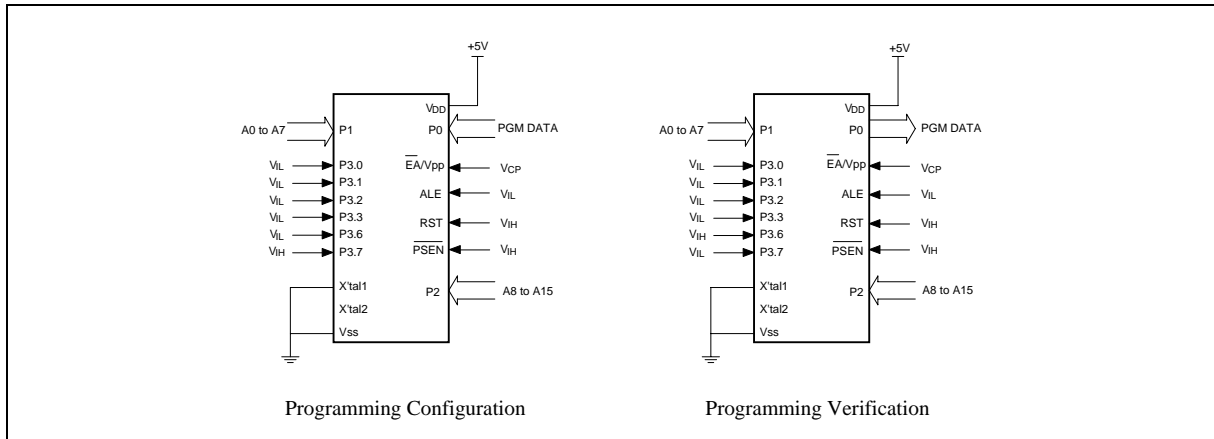 +5V
VDD
A0 to A7 P1 P0 PGM DATA
VIL P3.0 EA/Vpp VCP
VIL P3.1
VIL P3.2 ALE VIL
VIL P3.3 RST VIH
VIL P3.6
VIH P3.7 PSEN VIH
X'tal1 P2 A8 to A15
X'tal2
Vss
Programming Configuration
+5V
VDD
A0 to A7 P1 P0 PGM DATA
VIL P3.0 EA/Vpp VCP
VIL P3.1
VIL P3.2 ALE VIL
VIL P3.3 RST VIH
VIH P3.6
VIL P3.7 PSEN VIH
X'tal1 P2 A8 to A15
X'tal2
Vss
Programming Verification